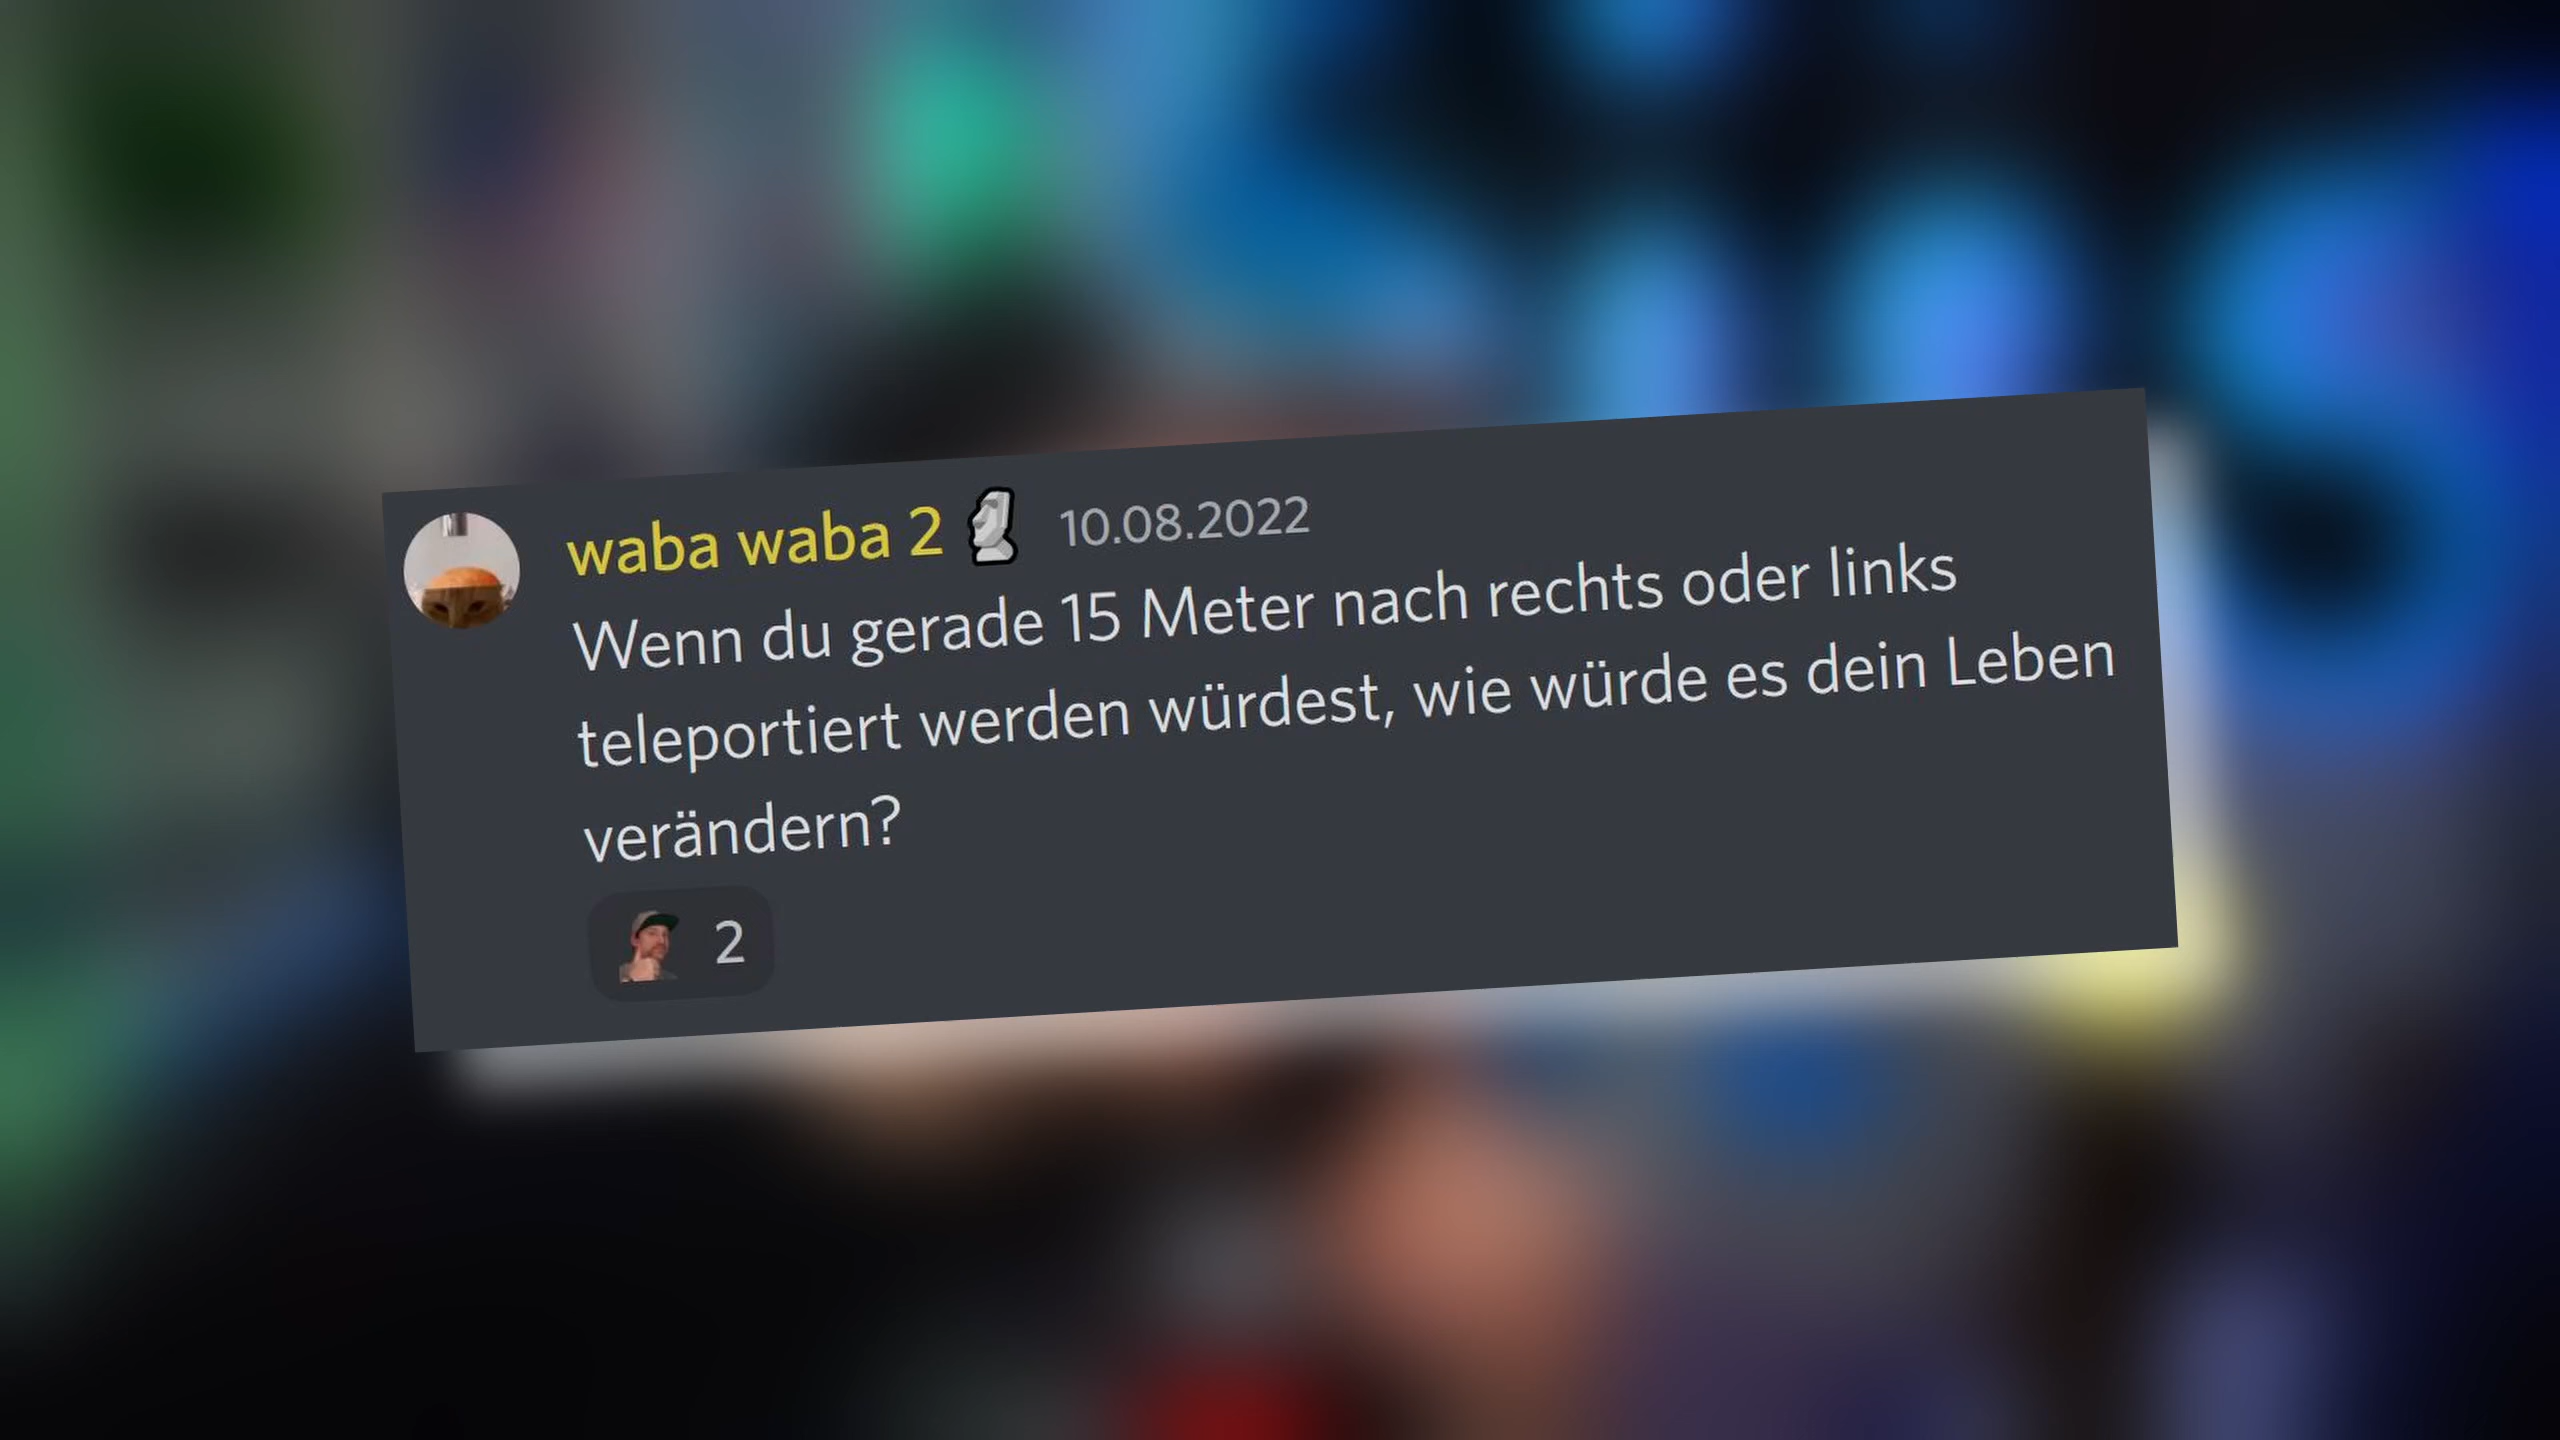 waba waba 2 🗿 10.08.2022
Wenn du gerade 15 Meter nach rechts oder links
teleportiert werden würdest, wie würde es dein Leben
verändern?
2